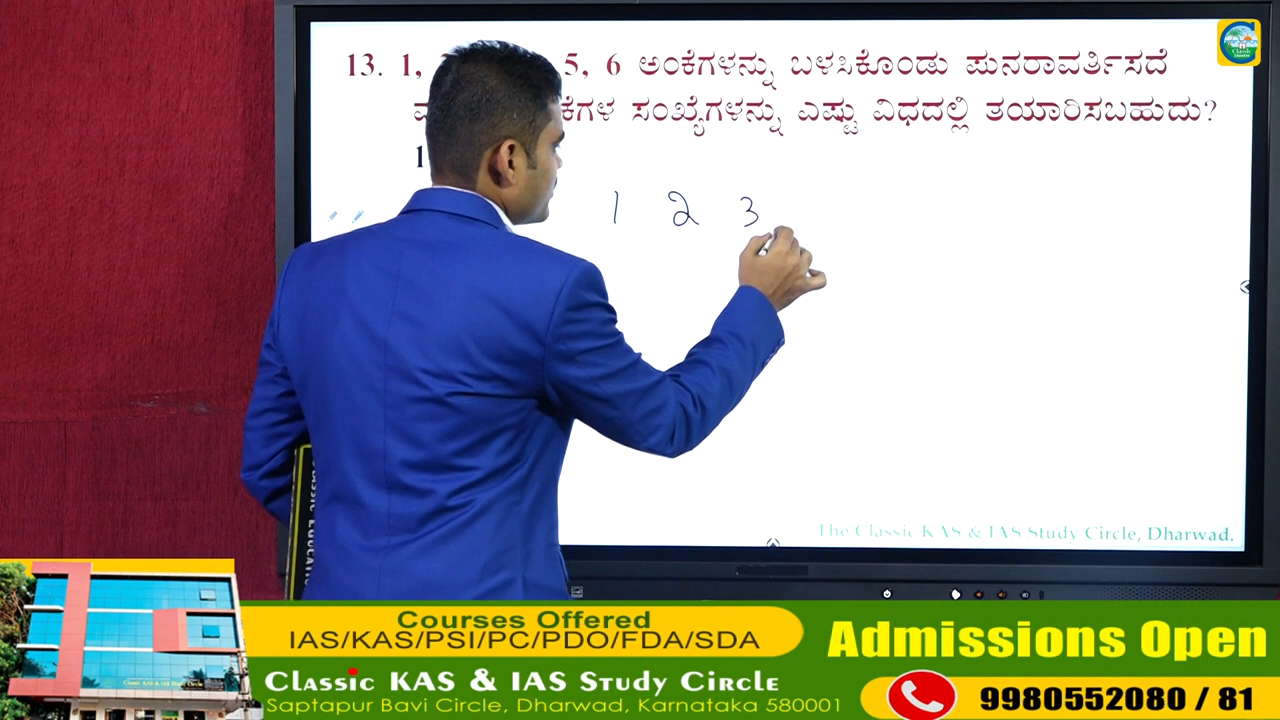 13. 1, 5, 6 ಅಂಕೆಗಳನ್ನು ಬಳಸಿಕೊಂಡು ಪುನರಾವರ್ತಿಸದೆ
ಸಂಖ್ಯೆಗಳನ್ನು ಎಷ್ಟು ವಿಧದಲ್ಲಿ ತಯಾರಿಸಬಹುದು?
1
1 2 3
The Classic KAS & IAS Study Circle, Dharwad.
Courses Offered
IAS/KAS/PSI/PC/PDO/FDA/SDA
Classic KAS & IAS Study Circle
Saptapur Bavi Circle, Dharwad, Karnataka 580001
Admissions Open
9980552080 / 81